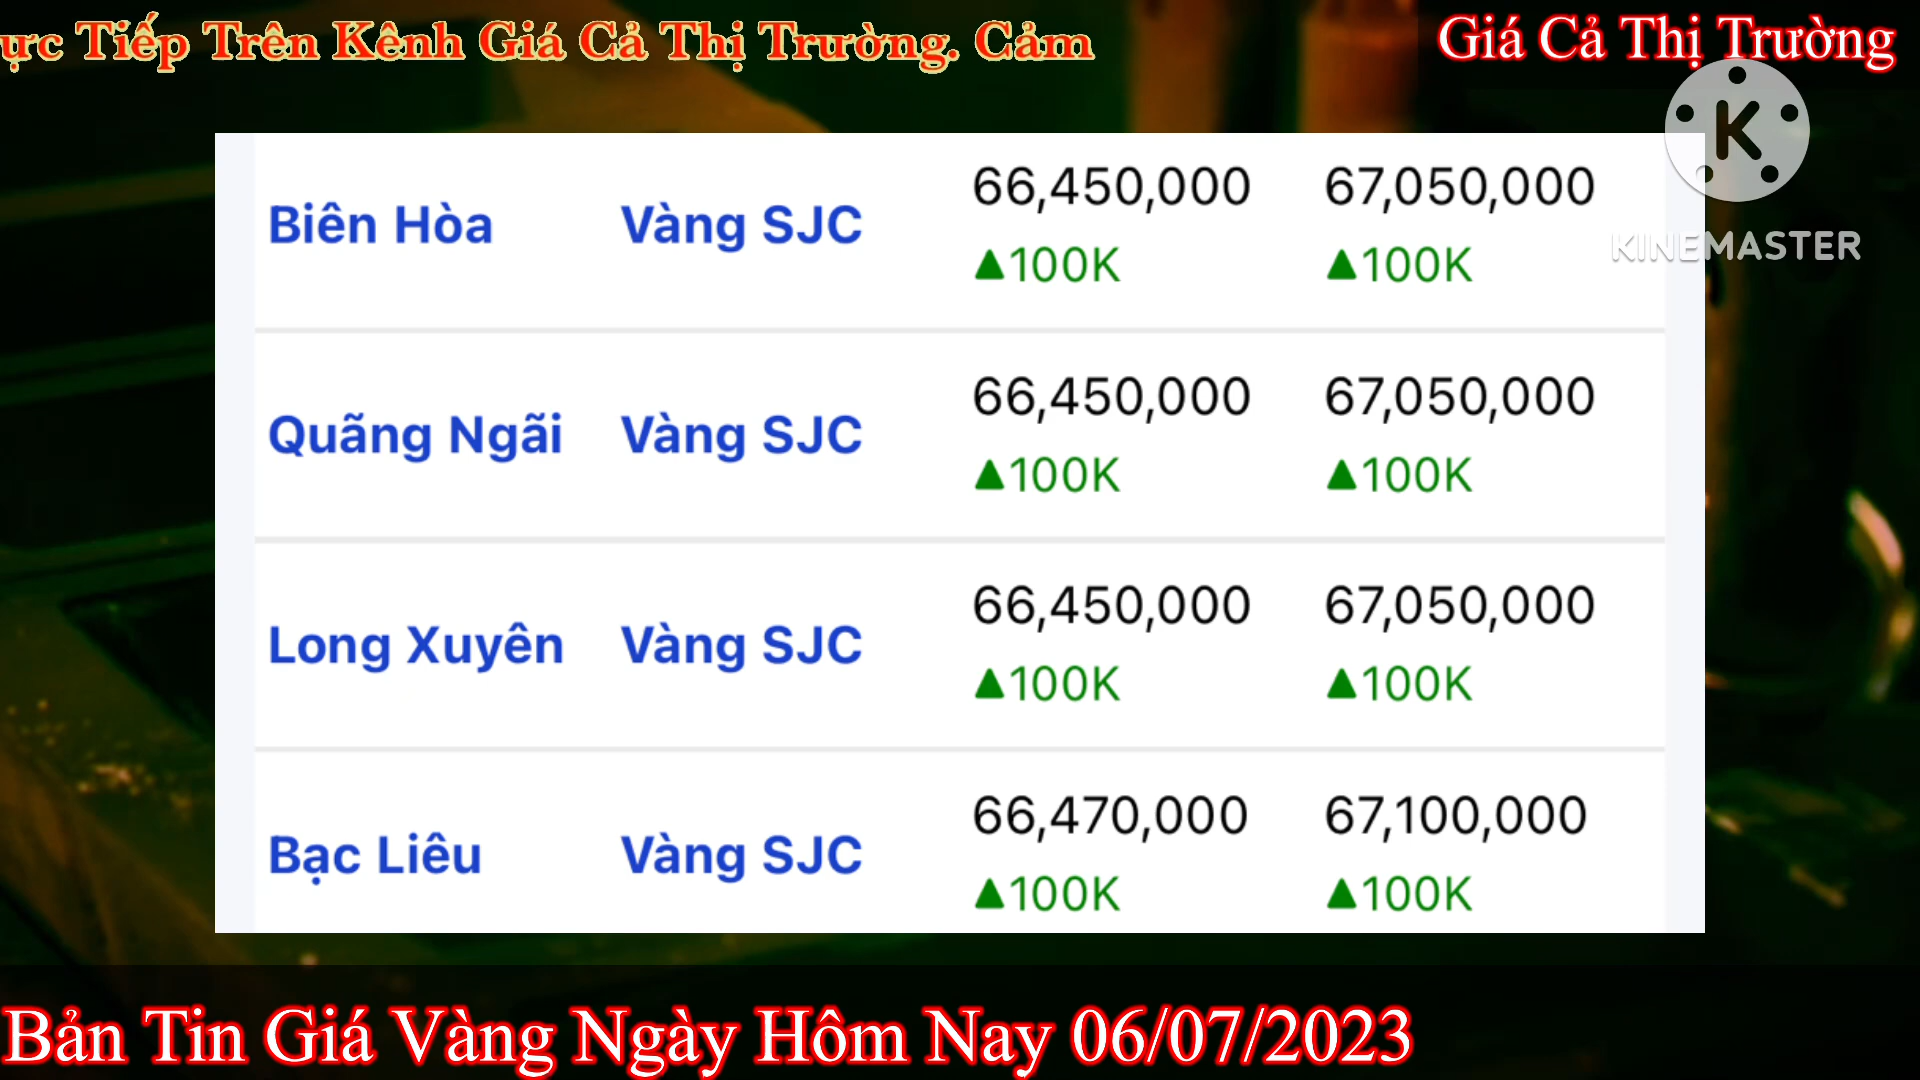 ực Tiếp Trên Kênh Giá Cả Thị Trường. Cảm
Giá Cả Thị Trường
K
KINEMASTER
Biên Hòa Vàng SJC 66,450,000 67,050,000
▲100K ▲100K
Quãng Ngãi Vàng SJC 66,450,000 67,050,000
▲100K ▲100K
Long Xuyên Vàng SJC 66,450,000 67,050,000
▲100K ▲100K
Bạc Liêu Vàng SJC 66,470,000 67,100,000
▲100K ▲100K
Bản Tin Giá Vàng Ngày Hôm Nay 06/07/2023